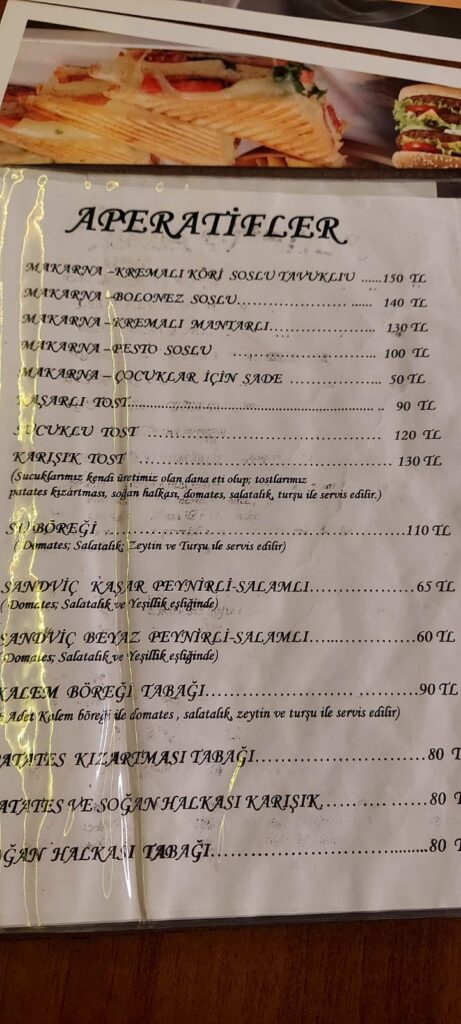 APERATİFLER
MAKARNA –KREMALI KÖRİ SOSLU TAVUKLIU ......150 TL
MAKARNA –BOLONEZ SOSLU.................... ...... 140 TL
MAKARNA –KREMALI MANTARLI...................... 130 TL
MAKARNA –PESTO SOSLU ........................... 100 TL
MAKARNA – ÇOCUKLAR İÇİN SADE ................ 50 TL
KAŞARLI TOST................................................ .. 90 TL
SUCUKLU TOST ........................................ 120 TL
KARIŞIK TOST .......................................... 130 TL
(Sucuklarımız kendi üretimiz olan dana eti olup; tostlarımız
patates kızartması, soğan halkası, domates, salatalık, turşu ile servis edilir.)
SU BÖREĞİ ..................................................110 TL
( Domates; Salatalık; Zeytin ve Turşu ile servis edilir)
SANDVİÇ KAŞAR PEYNİRLİ-SALAMLI.................65 TL
( Domates; Salatalık ve Yeşillik eşliğinde)
SANDVİÇ BEYAZ PEYNİRLİ-SALAMLI..................60 TL
Domates; Salatalık ve Yeşillik eşliğinde)
KALEM BÖREĞI TABAĞI....................... ..........90 TL
Adet Kalem böreği ile domates , salatalık, zeytin ve turşu ile servis edilir)
PATATES KIZARTMASI TABAĞI............................80 T
ATATES VE SOĞAN HALKASI KARIŞIK........... .......80 T
OĞAN HALKASI TABAĞI....................................80 T